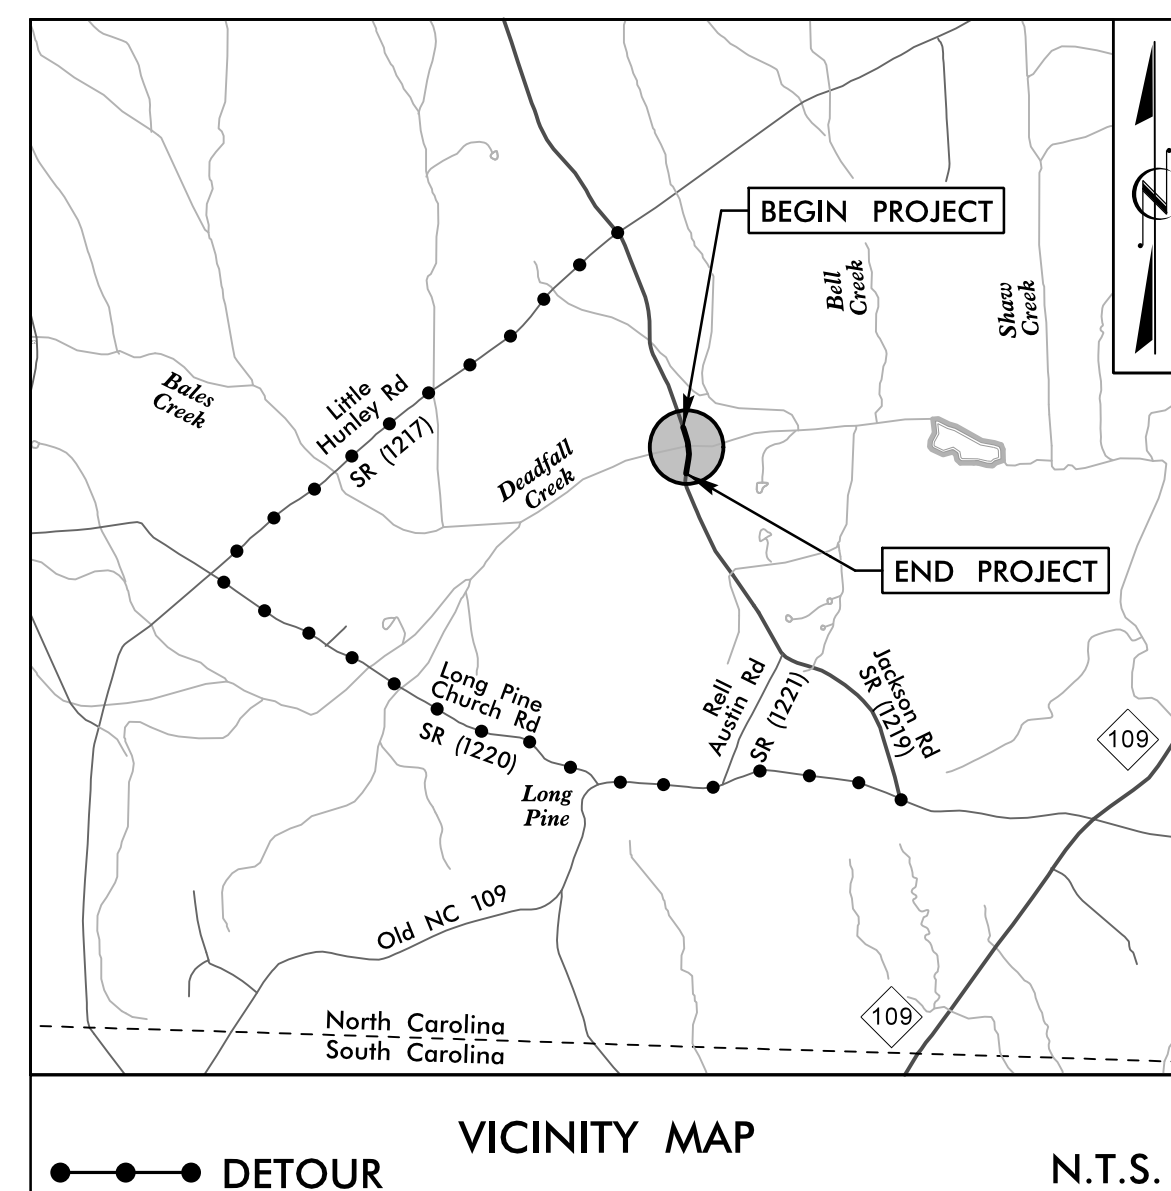 BEGIN PROJECT
Bell
Creek
Shaw
Creek
N
Bales
Creek
Little
Hunley Rd
SR (1217)
Deadfall
Creek
END PROJECT
Long Pine
Church Rd
SR (1220)
Rell
Austin Rd
SR (1221)
Jackson Rd
SR (1219)
109
Long
Pine
Old NC 109
109
North Carolina
South Carolina
VICINITY MAP
DETOUR
N.T.S.